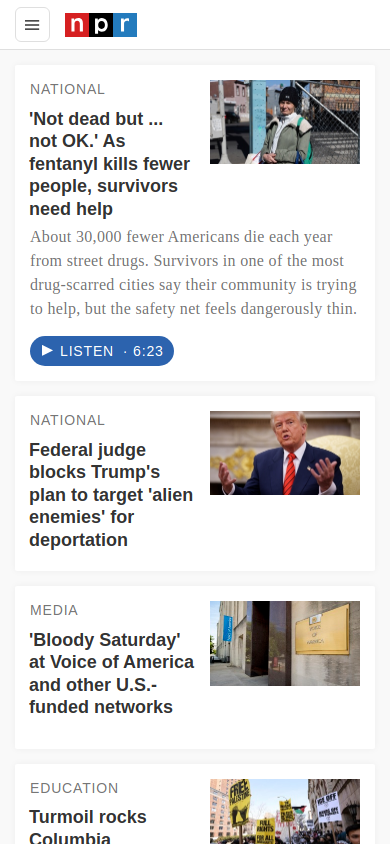 npr
NATIONAL
'Not dead but ...
not OK.' As
fentanyl kills fewer
people, survivors
need help
About 30,000 fewer Americans die each year
from street drugs. Survivors in one of the most
drug-scarred cities say their community is trying
to help, but the safety net feels dangerously thin.
LISTEN · 6:23
NATIONAL
Federal judge
blocks Trump's
plan to target 'alien
enemies' for
deportation
MEDIA
'Bloody Saturday'
at Voice of America
and other U.S.-
funded networks
EDUCATION
Turmoil rocks
Columbia